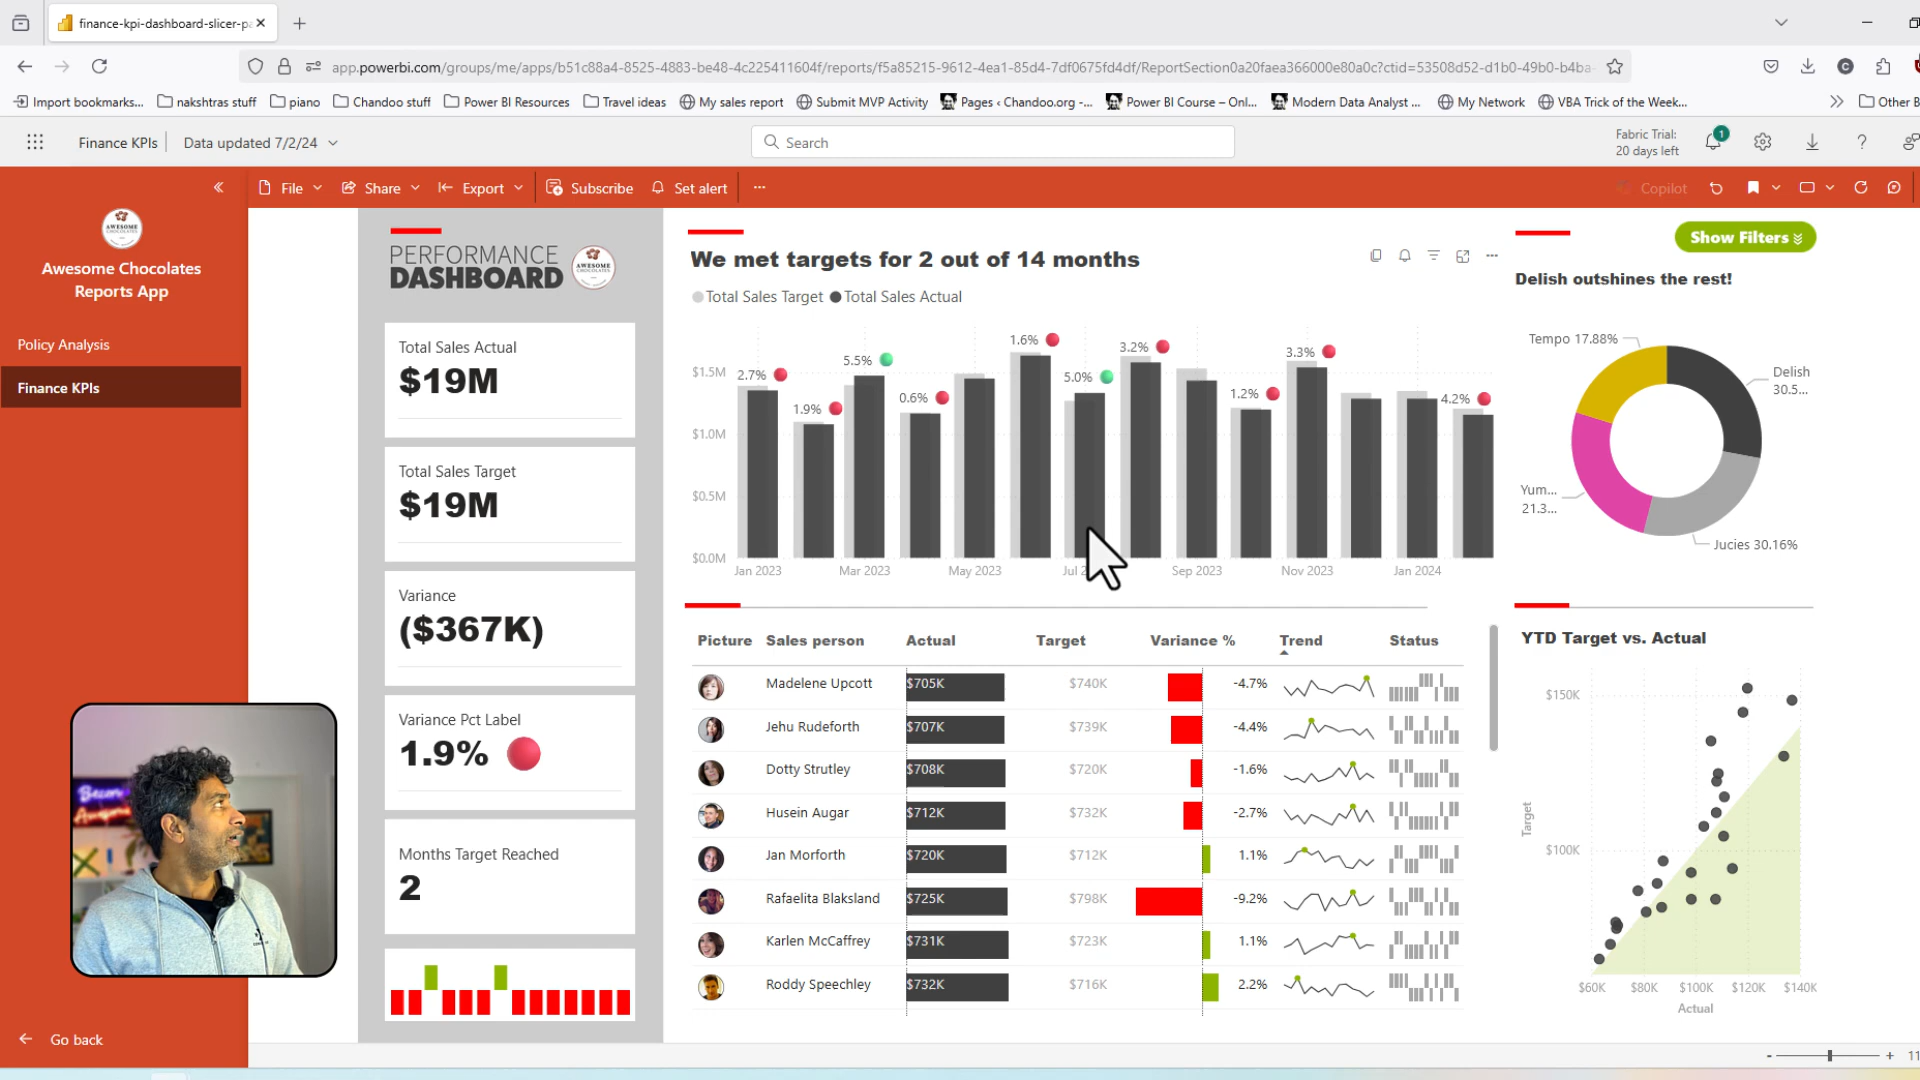 finance-kpi-dashboard-slicer-p
app.powerbi.com/groups/me/apps/b51c88a4-8525-4883-be48-4c225411604f/reports/f5a85215-9612-4ea1-85d4-7df0675fd4df/ReportSection0a20faea366000e80a0c?ctid=53508d52-d1b0-49b0-b4ba-
Import bookmarks... nakshtras stuff piano Chandoo stuff Power BI Resources Travel ideas My sales report Submit MVP Activity Pages ‹ Chandoo.org -... Power BI Course – Onl... Modern Data Analyst ... My Network VBA Trick of the Week... Other B
Finance KPIs Data updated 7/2/24
Search
Fabric Trial:
20 days left
1
File Share Export Subscribe Set alert Copilot
AWESOME
CHOCOLATES
Awesome Chocolates
Reports App
Policy Analysis
Finance KPIs
Go back
PERFORMANCE
DASHBOARD
AWESOME
CHOCOLATES
Total Sales Actual
$19M
Total Sales Target
$19M
Variance
($367K)
Variance Pct Label
1.9%
Months Target Reached
2
We met targets for 2 out of 14 months
Total Sales Target Total Sales Actual
$1.5M
$1.0M
$0.5M
$0.0M
2.7% 1.9% 5.5% 0.6% 1.6% 5.0% 3.2% 1.2% 3.3% 4.2%
Jan 2023 Mar 2023 May 2023 Jul 2 Sep 2023 Nov 2023 Jan 2024
Show Filters
Delish outshines the rest!
Tempo 17.88%
Delish
30.5...
Yum...
21.3...
Jucies 30.16%
Picture Sales person Actual Target Variance % Trend Status
Madelene Upcott $705K $740K -4.7%
Jehu Rudeforth $707K $739K -4.4%
Dotty Strutley $708K $720K -1.6%
Husein Augar $712K $732K -2.7%
Jan Morforth $720K $712K 1.1%
Rafaelita Blaksland $725K $798K -9.2%
Karlen McCaffrey $731K $723K 1.1%
Roddy Speechley $732K $716K 2.2%
YTD Target vs. Actual
$150K
$100K
Target
$60K $80K $100K $120K $140K
Actual
- + 11